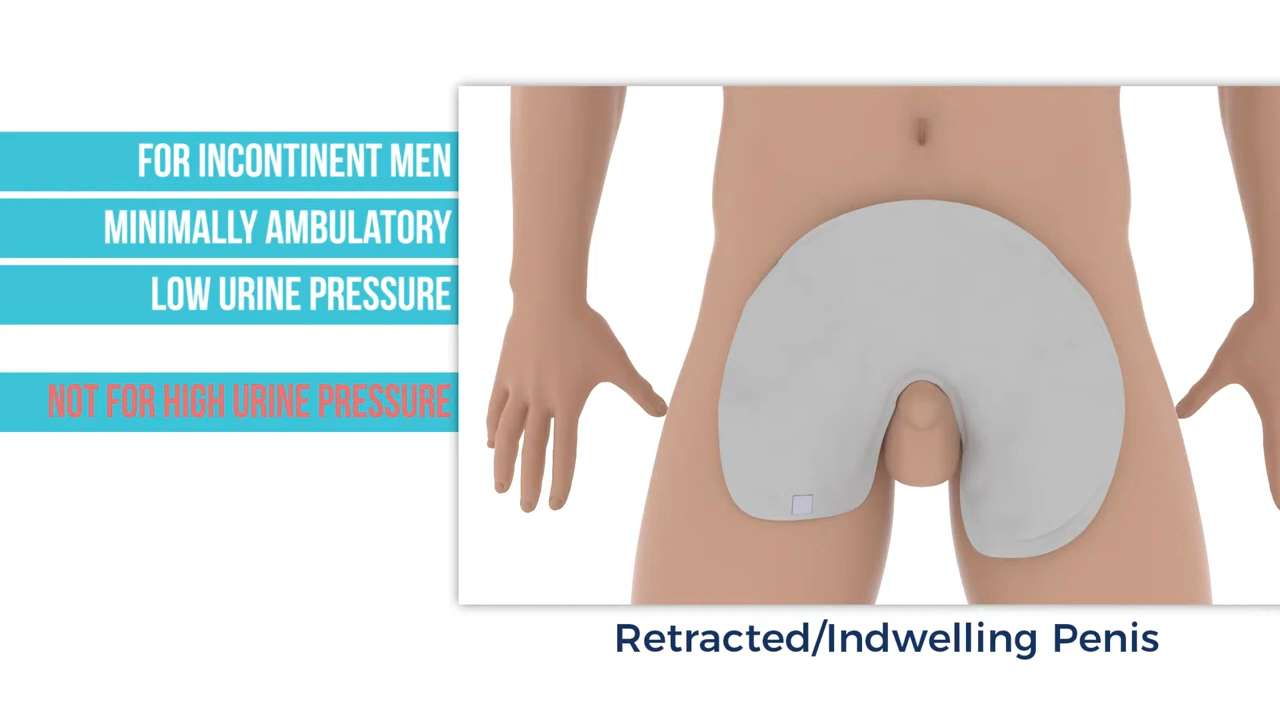 FOR INCONTINENT MEN
MINIMALLY AMBULATORY
LOW URINE PRESSURE
NOT FOR HIGH URINE PRESSURE
Retracted/Indwelling Penis